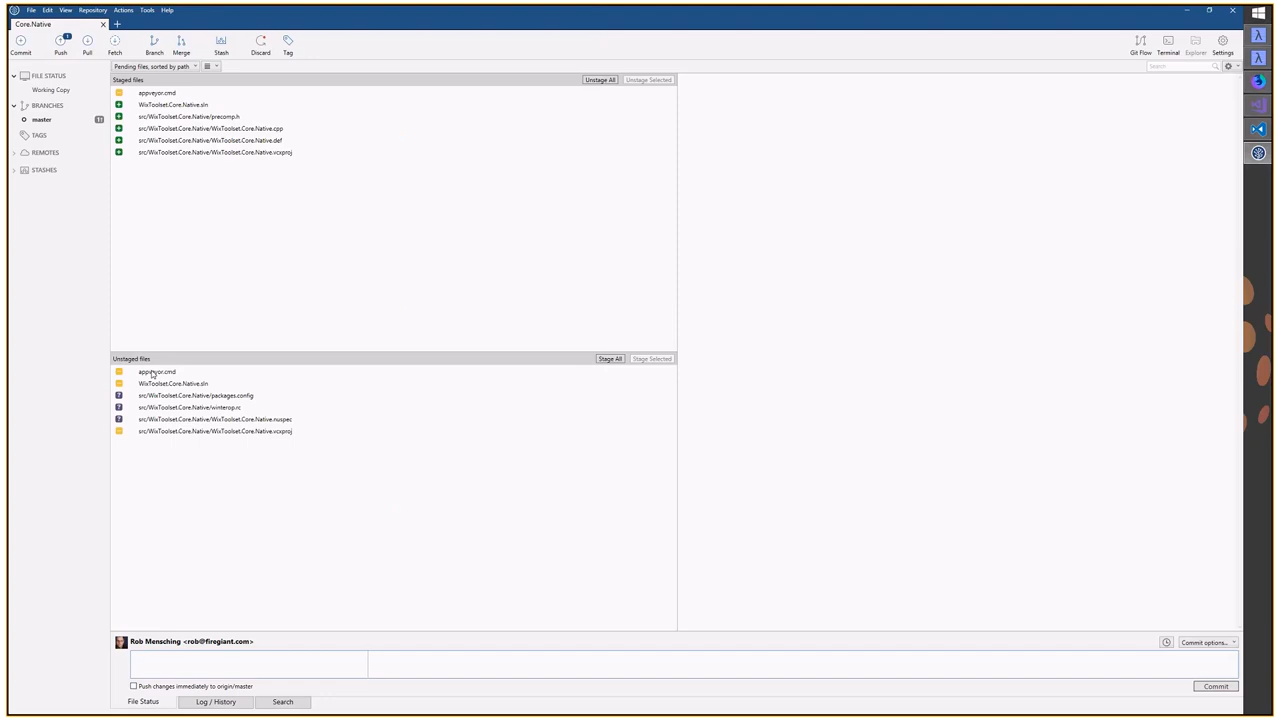 File Edit View Repository Actions Tools Help
Core.Native
Commit Push 1 Pull Fetch Branch Merge Stash Discard Tag Git Flow Terminal Explorer Settings
Pending files, sorted by path
Search
FILE STATUS
Working Copy
BRANCHES
master
TAGS
REMOTES
STASHES
Staged files Unstage All Unstage Selected
appveyor.cmd
WixToolset.Core.Native.sln
src/WixToolset.Core.Native/precomp.h
src/WixToolset.Core.Native/WixToolset.Core.Native.cpp
src/WixToolset.Core.Native/WixToolset.Core.Native.def
src/WixToolset.Core.Native/WixToolset.Core.Native.vcxproj
Unstaged files Stage All Stage Selected
appveyor.cmd
WixToolset.Core.Native.sln
src/WixToolset.Core.Native/packages.config
src/WixToolset.Core.Native/winterop.rc
src/WixToolset.Core.Native/WixToolset.Core.Native.nuspec
src/WixToolset.Core.Native/WixToolset.Core.Native.vcxproj
Rob Mensching <rob@firegiant.com>
Commit options...
Push changes immediately to origin/master
Commit
File Status Log / History Search